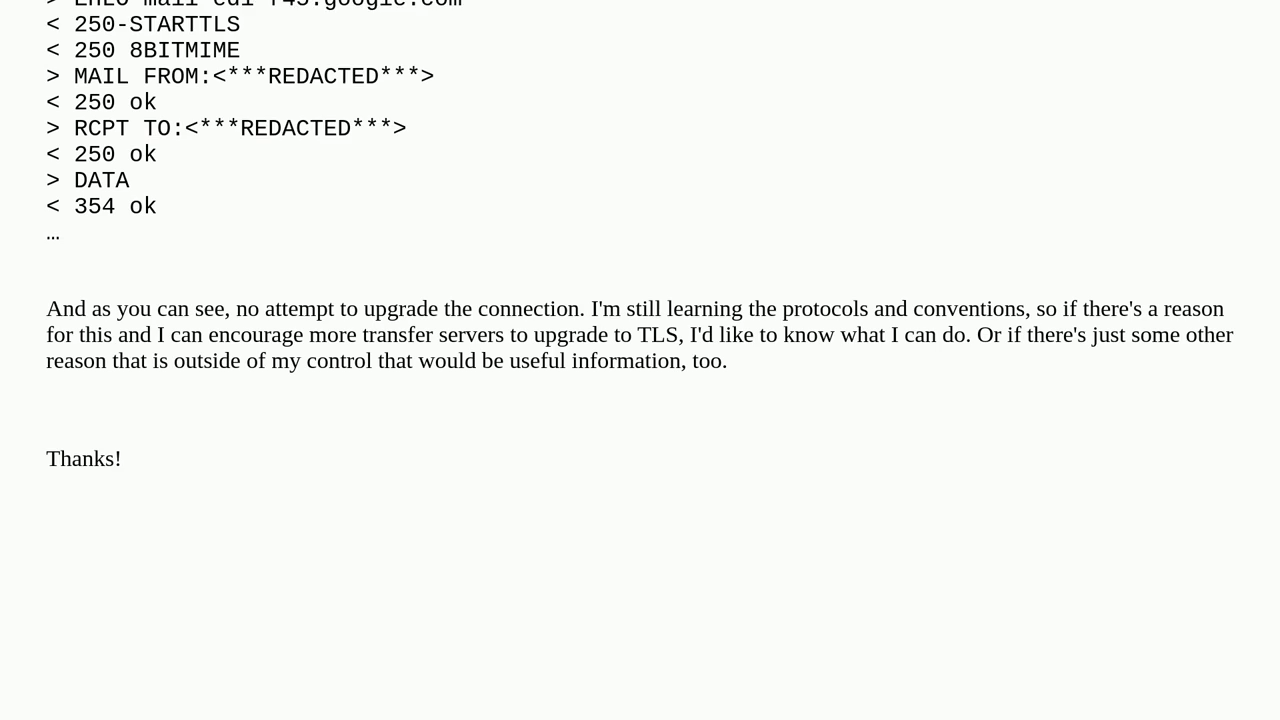 < 250-STARTTLS
< 250 8BITMIME
> MAIL FROM:<***REDACTED***>
< 250 ok
> RCPT TO:<***REDACTED***>
< 250 ok
> DATA
< 354 ok
…
And as you can see, no attempt to upgrade the connection. I'm still learning the protocols and conventions, so if there's a reason
for this and I can encourage more transfer servers to upgrade to TLS, I'd like to know what I can do. Or if there's just some other
reason that is outside of my control that would be useful information, too.
Thanks!